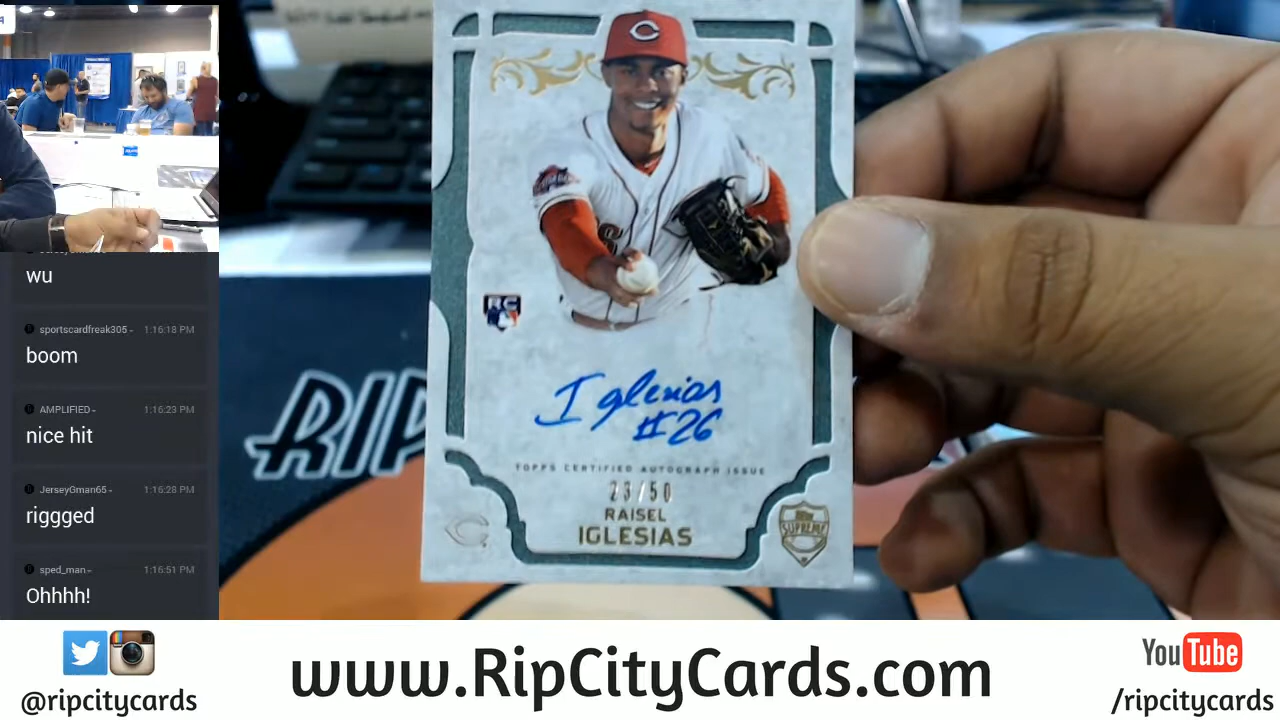 wu
sportscardfreak305 - 1:16:18 PM
boom
AMPLIFIED - 1:16:23 PM
nice hit
JerseyGman65 - 1:16:28 PM
riggged
sped_man - 1:16:51 PM
Ohhhh!
RIP
RC
Iglesias
#26
TOPPS CERTIFIED AUTOGRAPH ISSUE
23/50
RAISEL
IGLESIAS
SUPREME
@ripcitycards
www.RipCityCards.com
YouTube
/ripcitycards